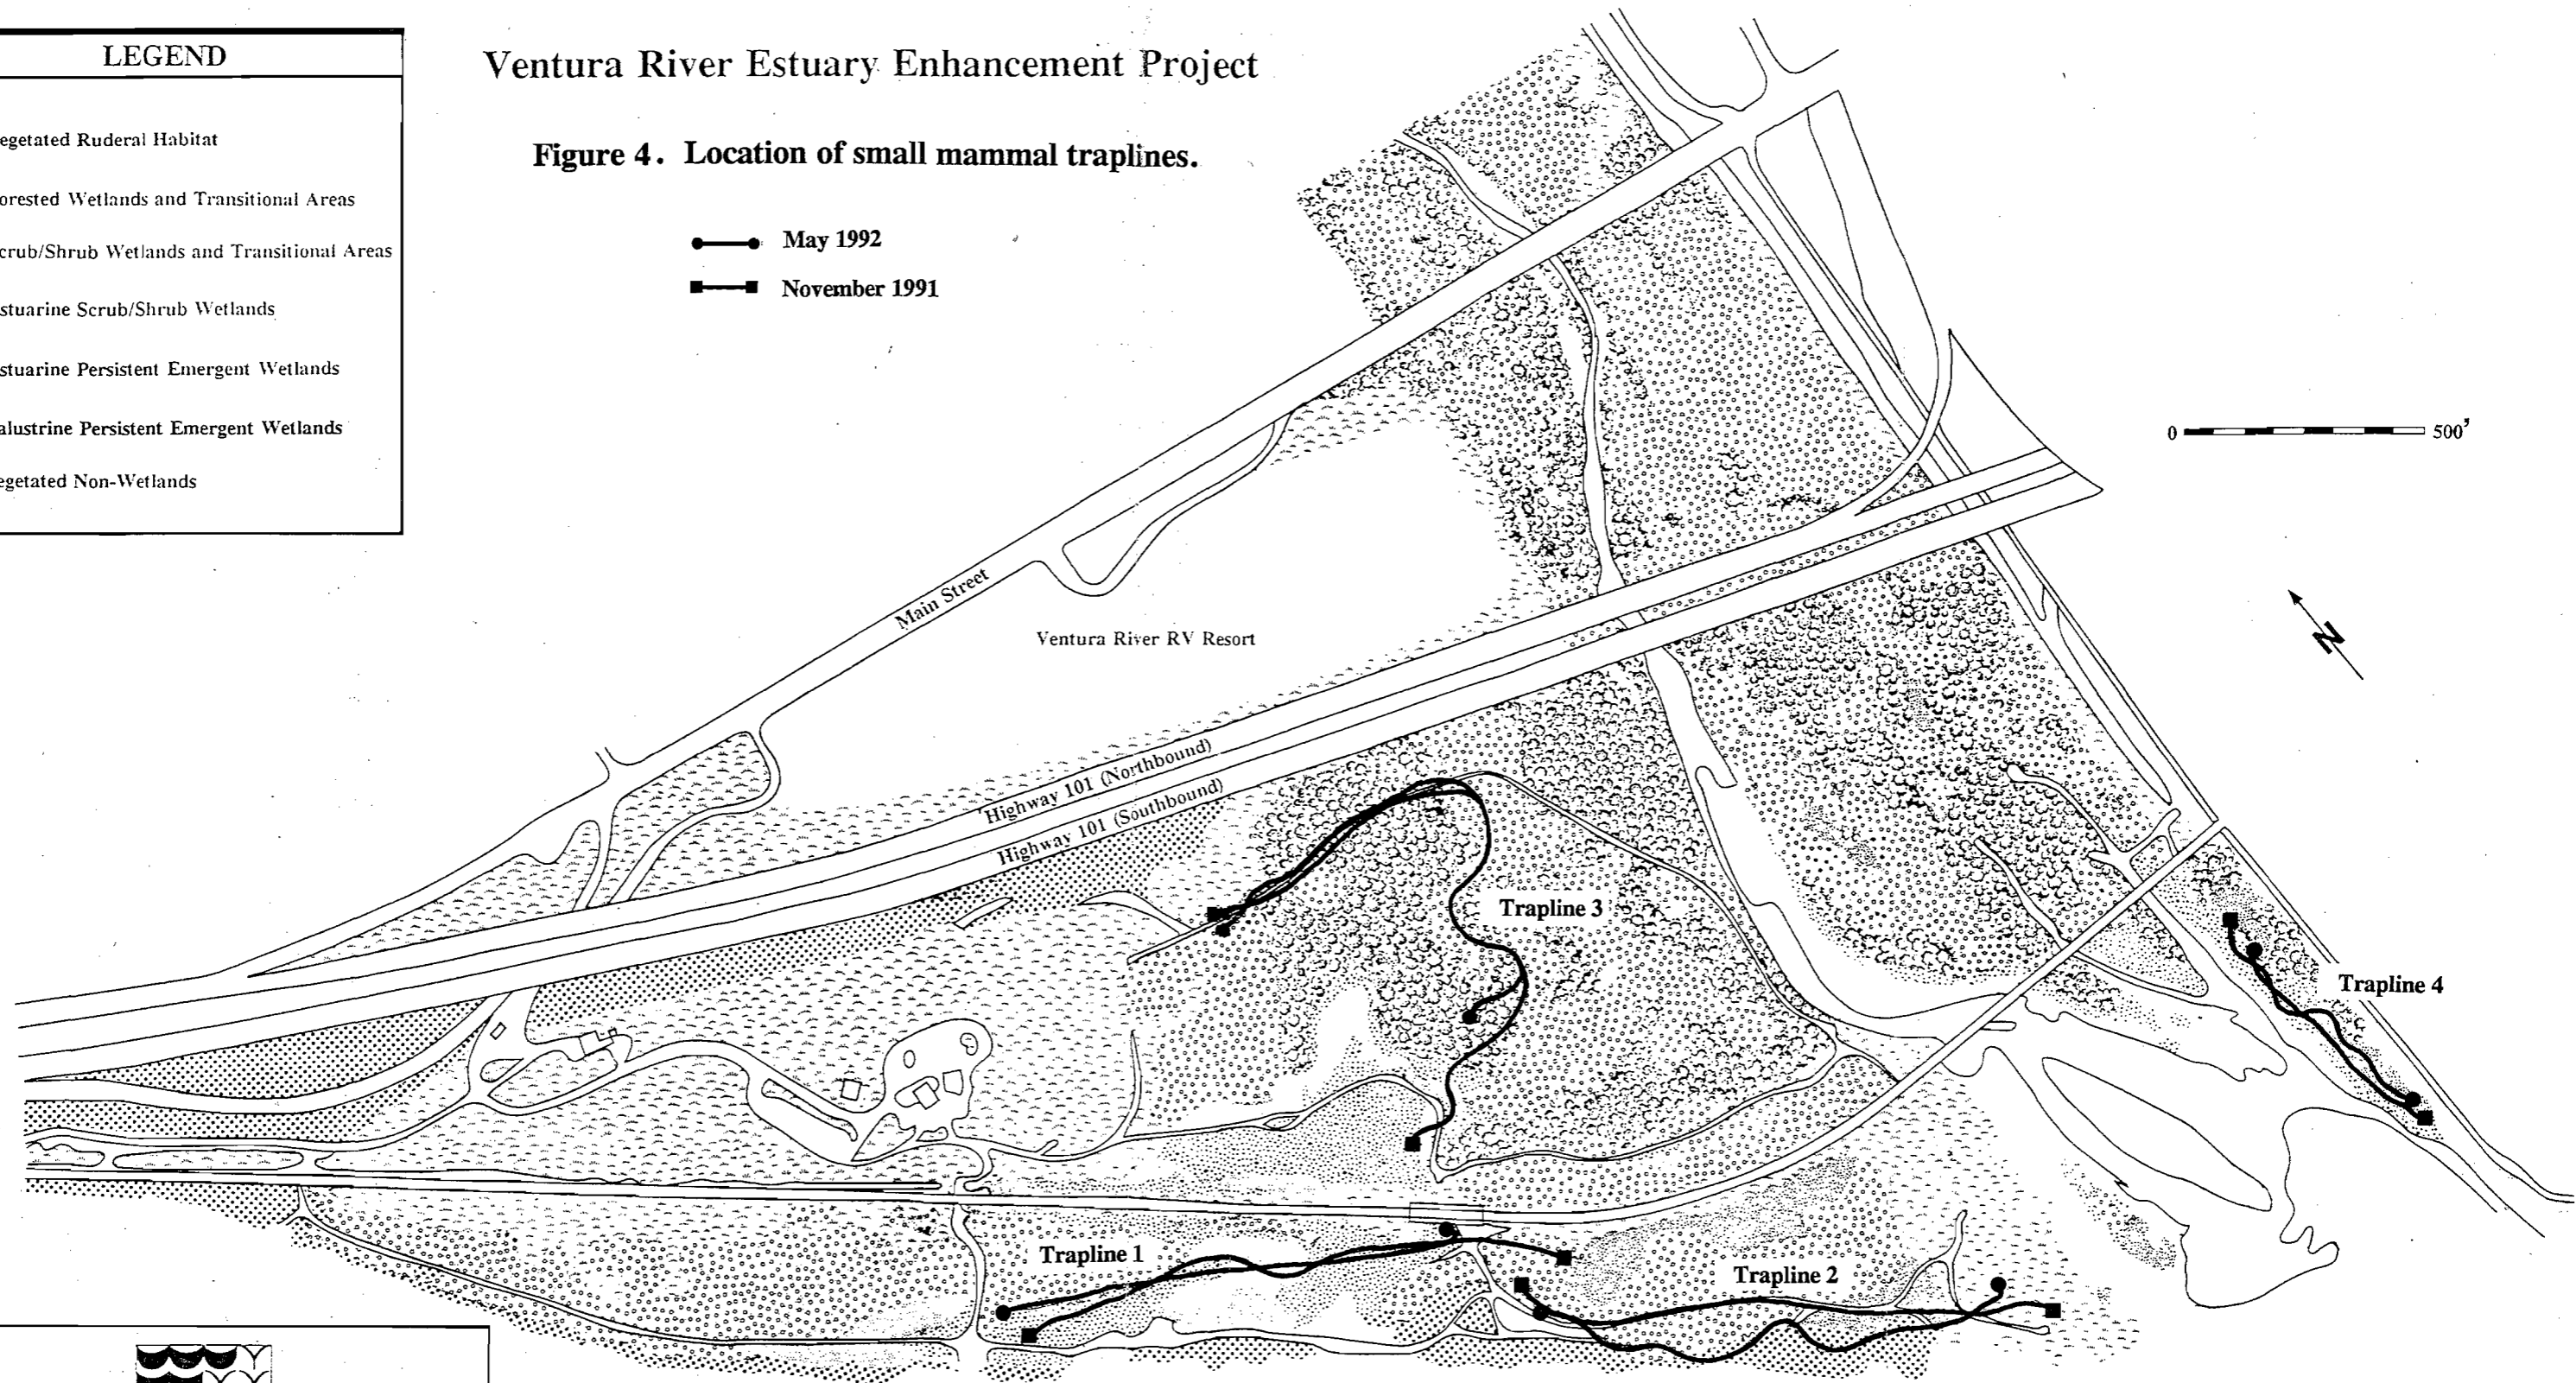 LEGEND
egetated Ruderal Habitat
orested Wetlands and Transitional Areas
crub/Shrub Wetlands and Transitional Areas
stuarine Scrub/Shrub Wetlands
stuarine Persistent Emergent Wetlands
alustrine Persistent Emergent Wetlands
egetated Non-Wetlands
Ventura River Estuary Enhancement Project
Figure 4. Location of small mammal traplines.
May 1992
November 1991
0 500'
N
Main Street
Ventura River RV Resort
Highway 101 (Northbound)
Highway 101 (Southbound)
Trapline 3
Trapline 4
Trapline 1
Trapline 2